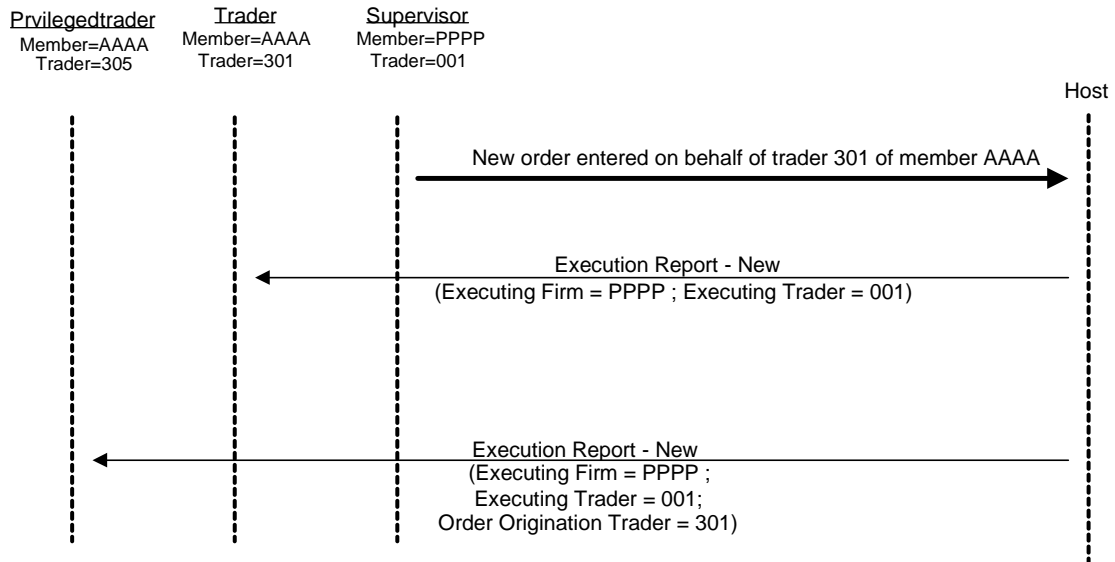 Prvilegedtrader
Member=AAAA
Trader=305
Trader
Member=AAAA
Trader=301
Supervisor
Member=PPPP
Trader=001
Host
New order entered on behalf of trader 301 of member AAAA
Execution Report - New
(Executing Firm = PPPP ; Executing Trader = 001)
Execution Report - New
(Executing Firm = PPPP ;
Executing Trader = 001;
Order Origination Trader = 301)